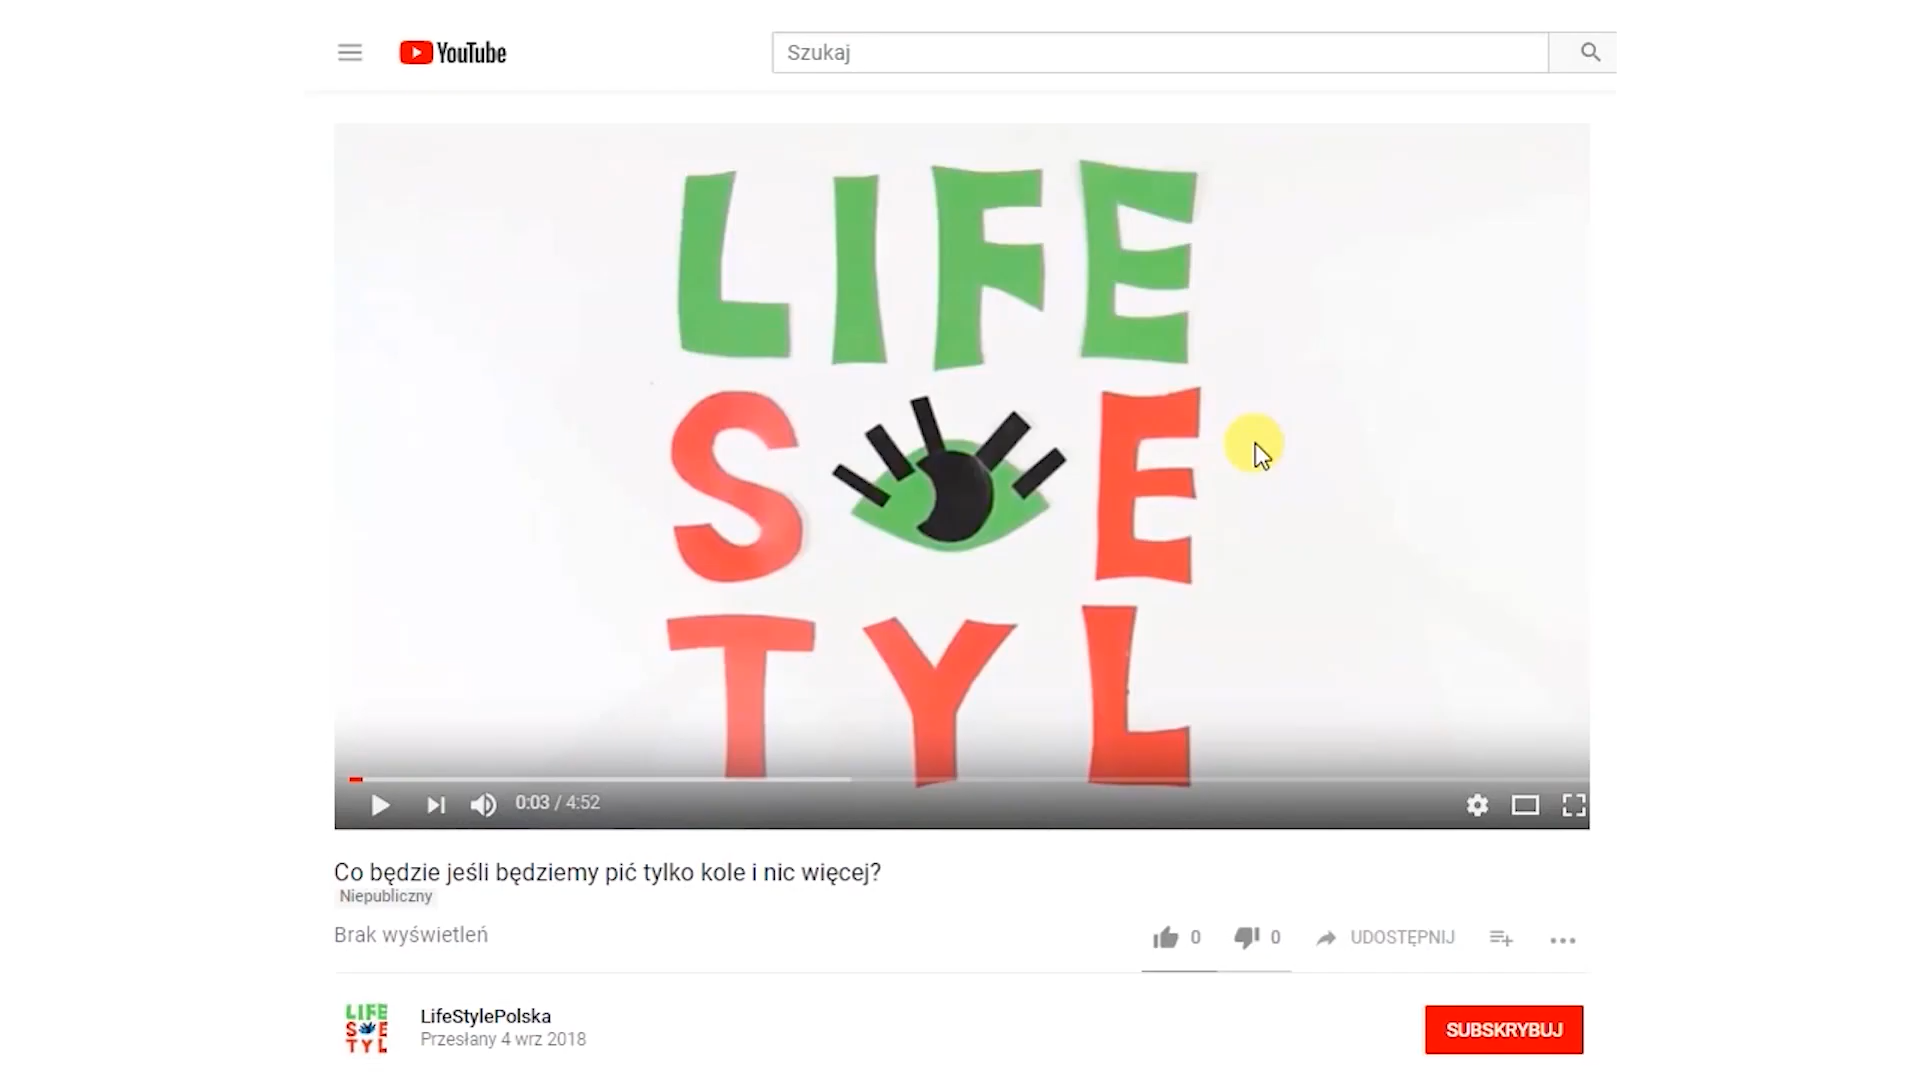 YouTube
Szukaj
LIFE
S E
TYL
0:03 / 4:52
Co będzie jeśli będziemy pić tylko kole i nic więcej?
Niepubliczny
Brak wyświetleń
0 0 UDOSTĘPNIJ
LIFE
S E
TYL
LifeStylePolska
Przesłany 4 wrz 2018
SUBSKRYBUJ